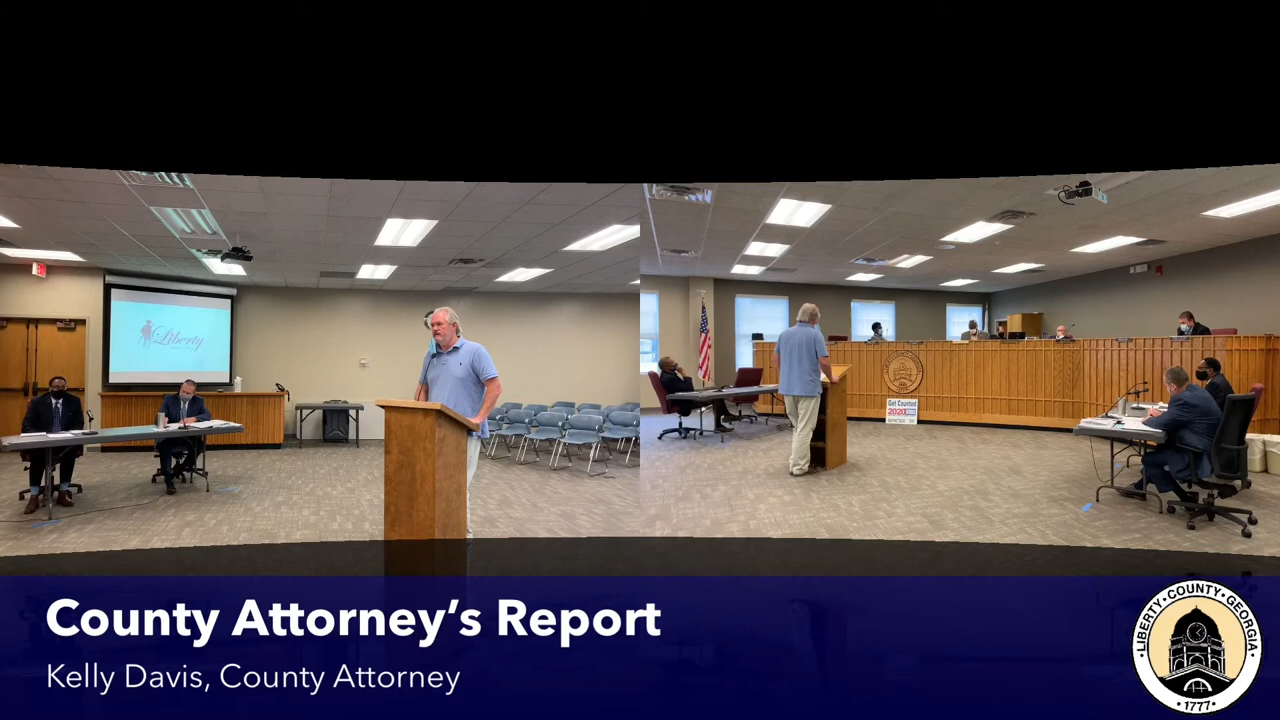 Liberty
Get Counted
2020
County Attorney's Report
Kelly Davis, County Attorney
LIBERTY • COUNTY • GEORGIA
• 1777 •